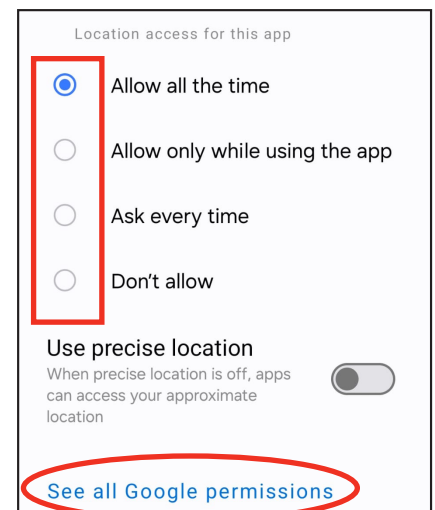 Location access for this app
Allow all the time
Allow only while using the app
Ask every time
Don't allow
Use precise location
When precise location is off, apps
can access your approximate
location
See all Google permissions